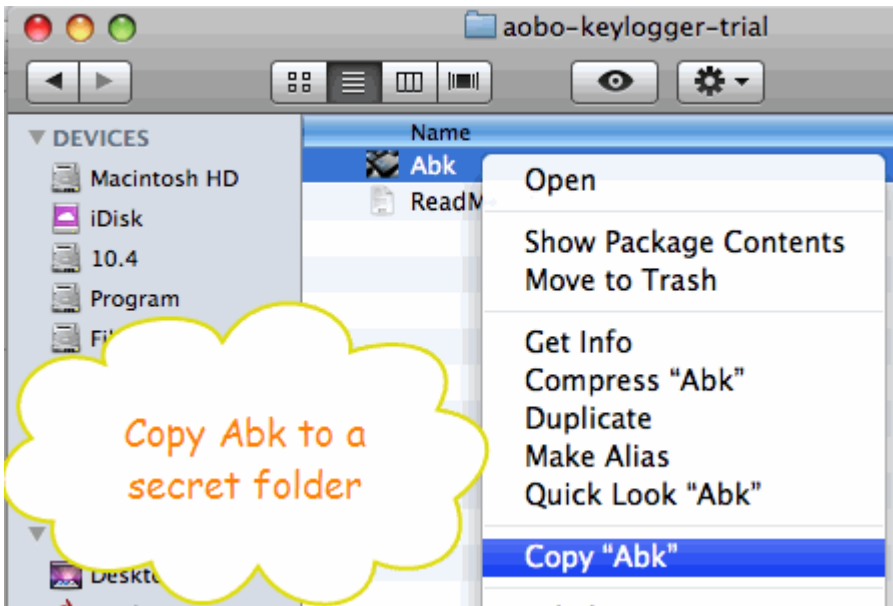 aobo-keylogger-trial
DEVICES
Macintosh HD
iDisk
10.4
Program
Name
Abk
Open
Show Package Contents
Move to Trash
Get Info
Compress “Abk”
Duplicate
Make Alias
Quick Look “Abk”
Copy “Abk”
Copy Abk to a
secret folder